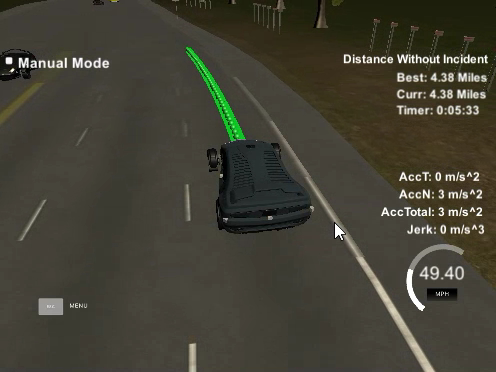 Manual Mode
Distance Without Incident
Best: 4.38 Miles
Curr: 4.38 Miles
Timer: 0:05:33
AccT: 0 m/s^2
AccN: 3 m/s^2
AccTotal: 3 m/s^2
Jerk: 0 m/s^3
49.40
MPH
ESC MENU